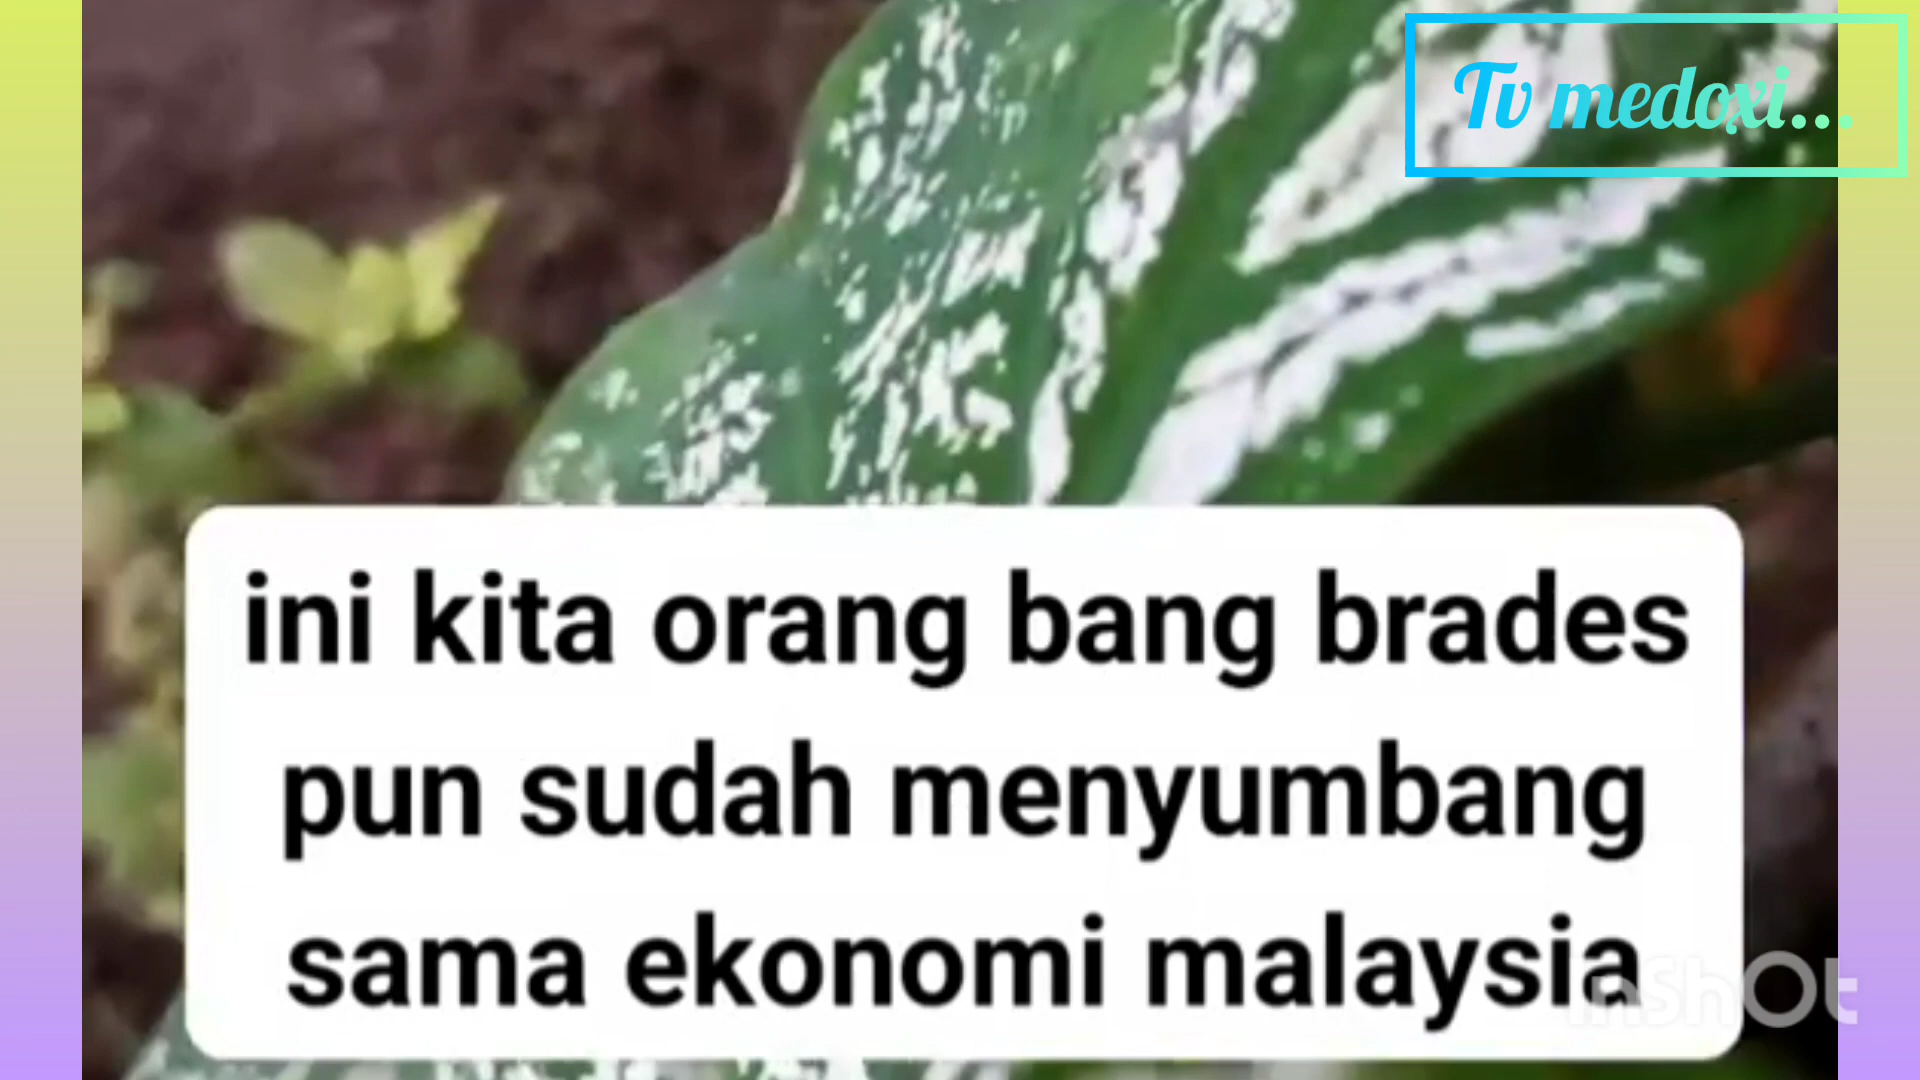 Tv medoxi...
ini kita orang bang brades
pun sudah menyumbang
sama ekonomi malaysia
InShOt